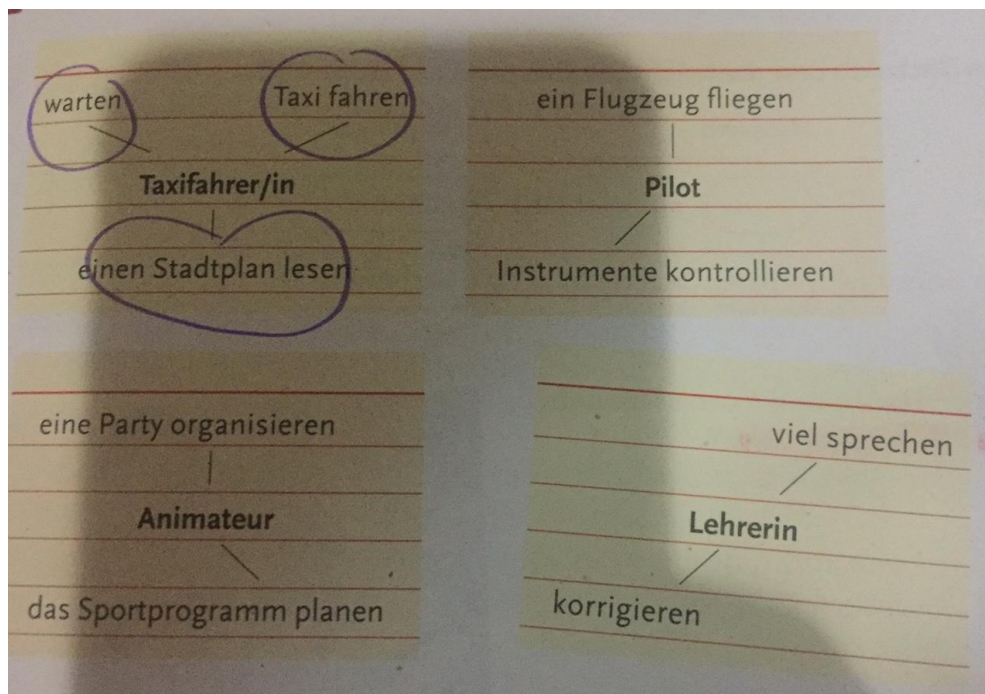 warten
Taxi fahren
Taxifahrer/in
einen Stadtplan lesen
ein Flugzeug fliegen
Pilot
Instrumente kontrollieren
eine Party organisieren
Animateur
das Sportprogramm planen
viel sprechen
Lehrerin
korrigieren